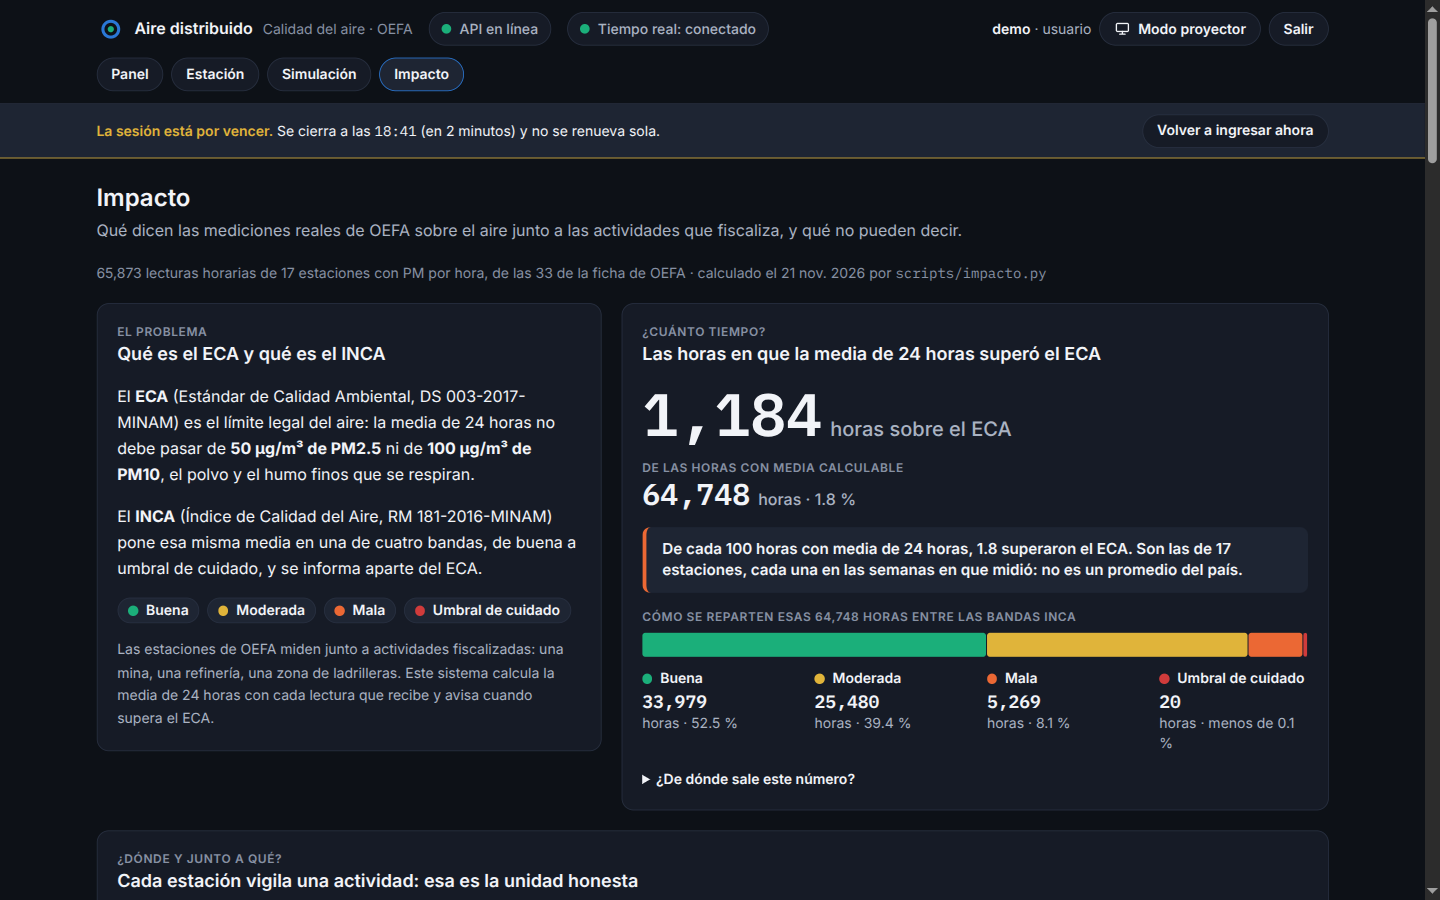 Aire distribuido Calidad del aire · OEFA
API en línea
Tiempo real: conectado
demo · usuario
Modo proyector
Salir
Panel
Estación
Simulación
Impacto
La sesión está por vencer. Se cierra a las 18:41 (en 2 minutos) y no se renueva sola.
Volver a ingresar ahora
Impacto
Qué dicen las mediciones reales de OEFA sobre el aire junto a las actividades que fiscaliza, y qué no pueden decir.
65,873 lecturas horarias de 17 estaciones con PM por hora, de las 33 de la ficha de OEFA · calculado el 21 nov. 2026 por scripts/impacto.py
EL PROBLEMA
Qué es el ECA y qué es el INCA
El ECA (Estándar de Calidad Ambiental, DS 003-2017-
MINAM) es el límite legal del aire: la media de 24 horas no
debe pasar de 50 µg/m³ de PM2.5 ni de 100 µg/m³ de
PM10, el polvo y el humo finos que se respiran.
El INCA (Índice de Calidad del Aire, RM 181-2016-MINAM)
pone esa misma media en una de cuatro bandas, de buena a
umbral de cuidado, y se informa aparte del ECA.
Buena
Moderada
Mala
Umbral de cuidado
Las estaciones de OEFA miden junto a actividades fiscalizadas: una
mina, una refinería, una zona de ladrilleras. Este sistema calcula la
media de 24 horas con cada lectura que recibe y avisa cuando
supera el ECA.
¿CUÁNTO TIEMPO?
Las horas en que la media de 24 horas superó el ECA
1,184 horas sobre el ECA
DE LAS HORAS CON MEDIA CALCULABLE
64,748 horas · 1.8 %
De cada 100 horas con media de 24 horas, 1.8 superaron el ECA. Son las de 17
estaciones, cada una en las semanas en que midió: no es un promedio del país.
CÓMO SE REPARTEN ESAS 64,748 HORAS ENTRE LAS BANDAS INCA
Buena
33,979
horas · 52.5 %
Moderada
25,480
horas · 39.4 %
Mala
5,269
horas · 8.1 %
Umbral de cuidado
20
horas · menos de 0.1
%
¿De dónde sale este número?
¿DÓNDE Y JUNTO A QUÉ?
Cada estación vigila una actividad: esa es la unidad honesta